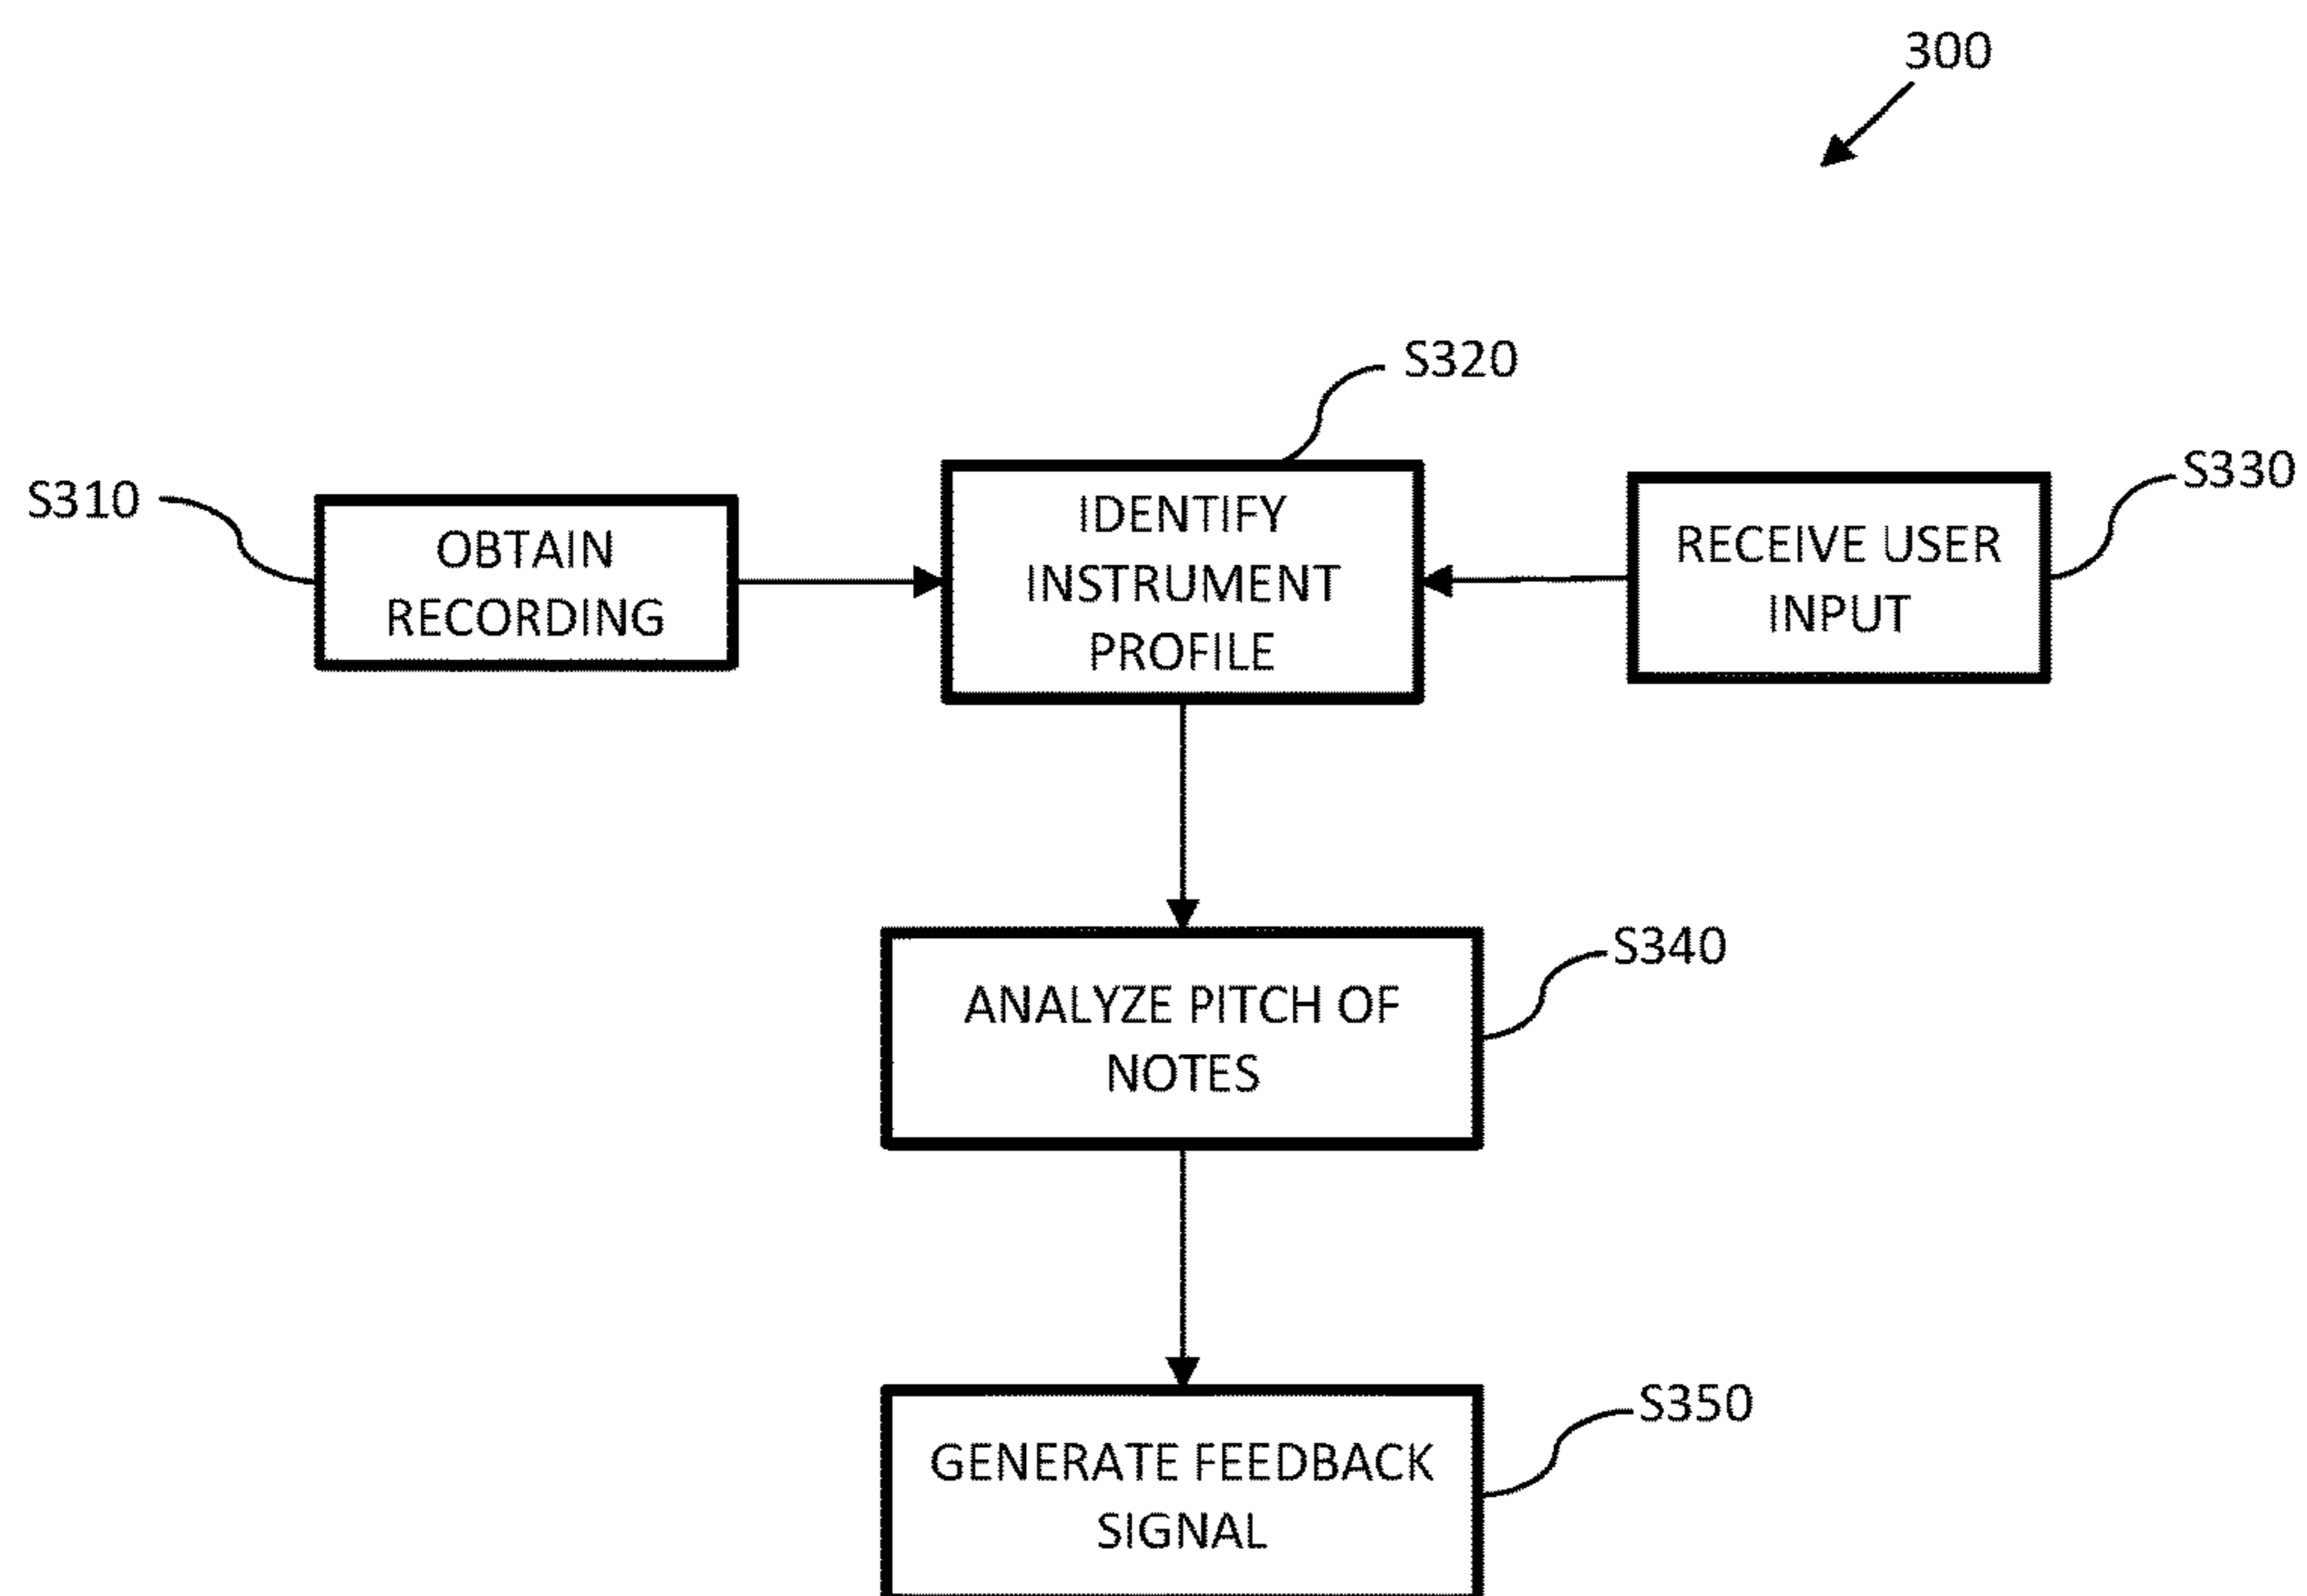 300
S320
S310
S330
OBTAIN
RECORDING
IDENTIFY
INSTRUMENT
PROFILE
RECEIVE USER
INPUT
S340
ANALYZE PITCH OF
NOTES
S350
GENERATE FEEDBACK
SIGNAL